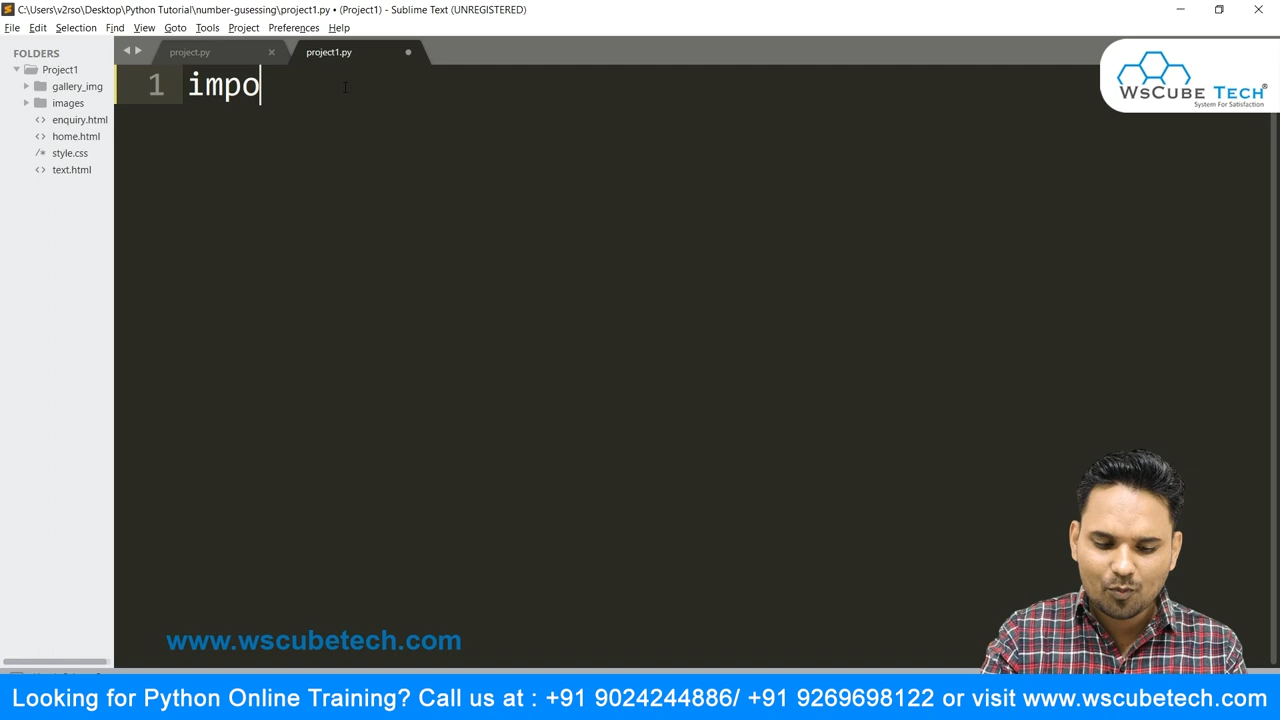 C:\Users\v2rso\Desktop\Python Tutorial\number-gusessing\project1.py • (Project1) - Sublime Text (UNREGISTERED)
File Edit Selection Find View Goto Tools Project Preferences Help
FOLDERS
Project1
gallery_img
images
enquiry.html
home.html
style.css
text.html
project.py
project1.py
1 impo
WsCube Tech®
System For Satisfaction
www.wscubetech.com
Looking for Python Online Training? Call us at : +91 9024244886/ +91 9269698122 or visit www.wscubetech.com